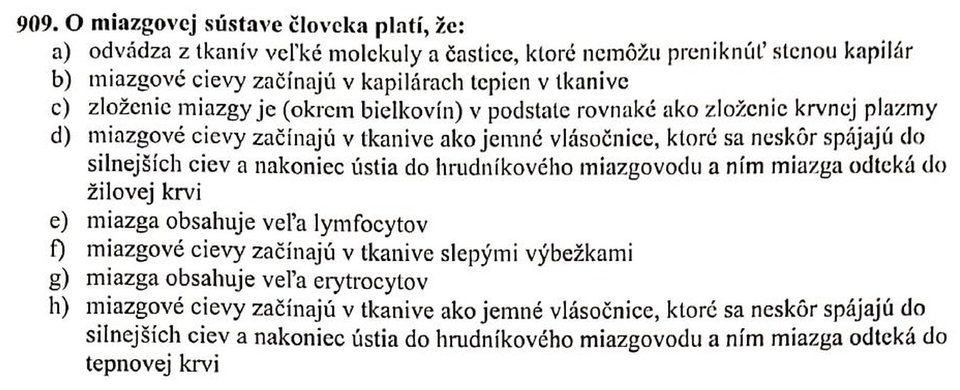 909. O miazgovej sústave človeka platí, že:
a) odvádza z tkanív veľké molekuly a častice, ktoré nemôžu preniknúť stenou kapilár
b) miazgové cievy začínajú v kapilárach tepien v tkanive
c) zloženie miazgy je (okrem bielkovín) v podstate rovnaké ako zloženie krvnej plazmy
d) miazgové cievy začínajú v tkanive ako jemné vlásočnice, ktoré sa neskôr spájajú do
silnejších ciev a nakoniec ústia do hrudníkového miazgovodu a ním miazga odteká do
žilovej krvi
e) miazga obsahuje veľa lymfocytov
f) miazgové cievy začínajú v tkanive slepými výbežkami
g) miazga obsahuje veľa erytrocytov
h) miazgové cievy začínajú v tkanive ako jemné vlásočnice, ktoré sa neskôr spájajú do
silnejších ciev a nakoniec ústia do hrudníkového miazgovodu a ním miazga odteká do
tepnovej krvi